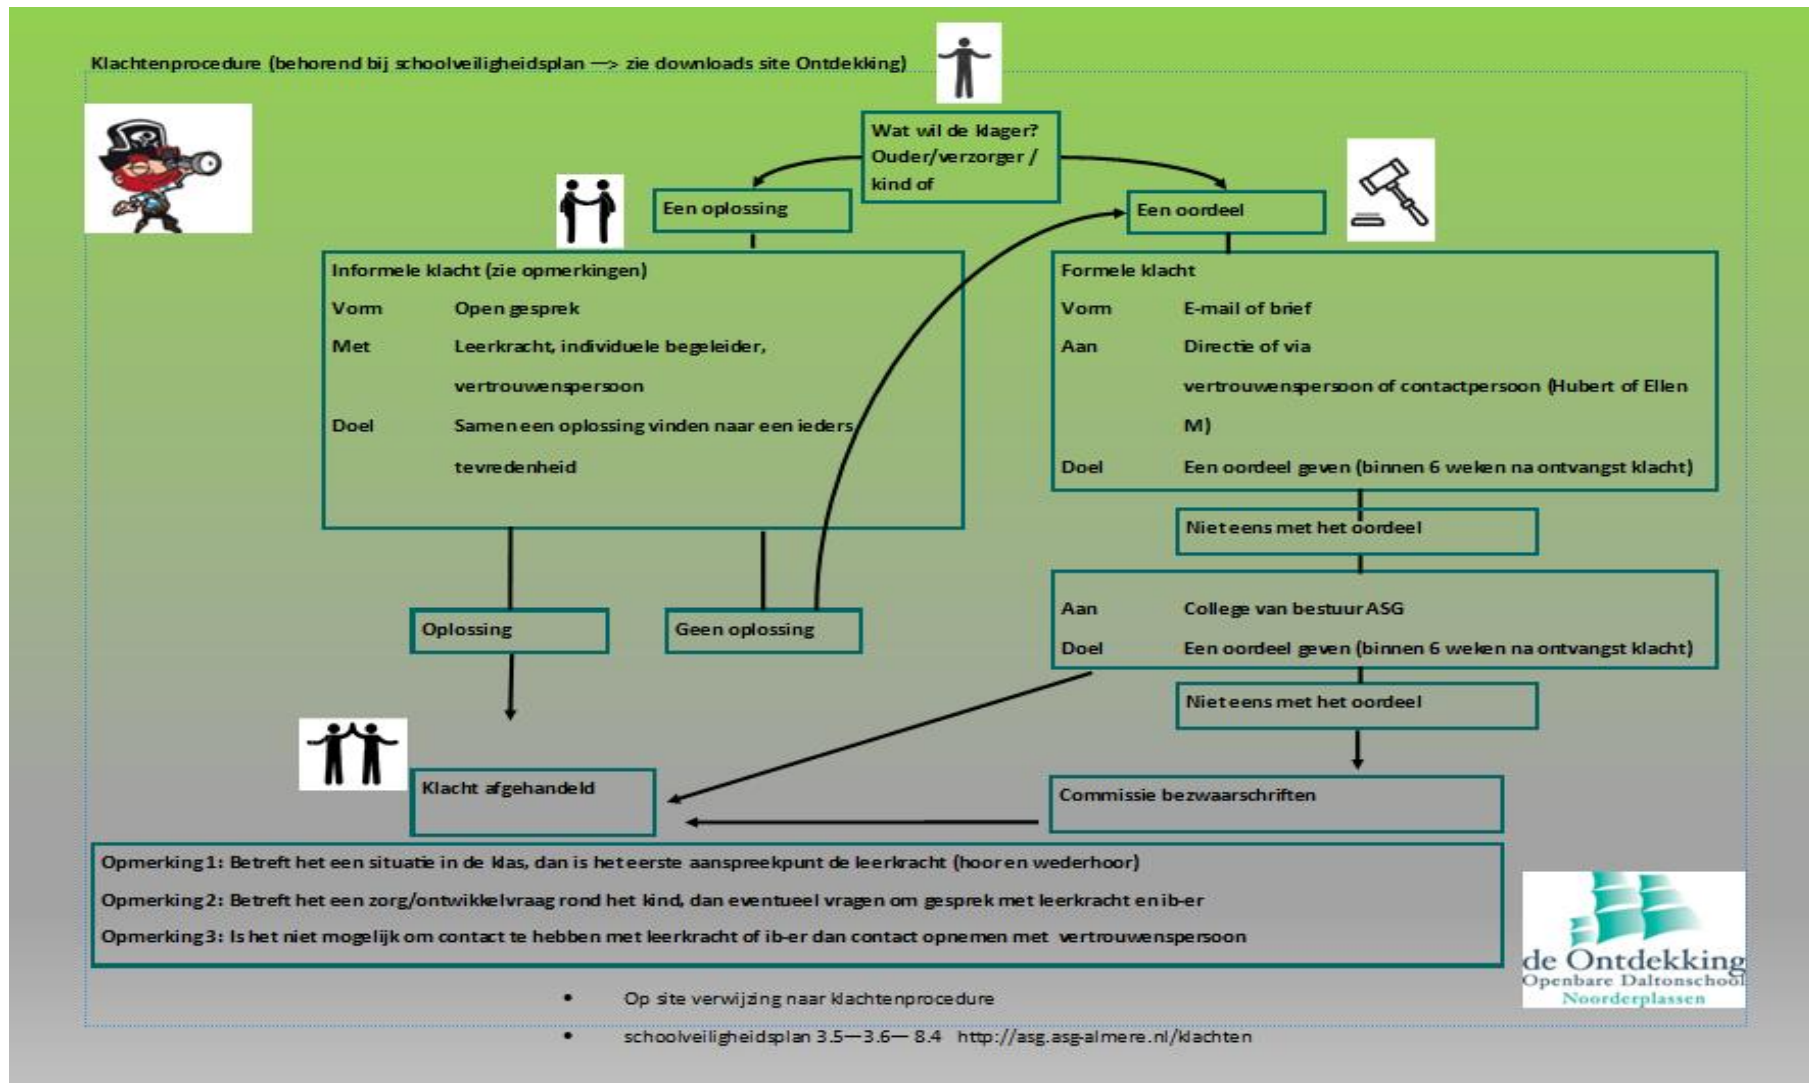 Klachtenprocedure (behorend bij schoolveiligheidsplan —> zie downloads site Ontdekking)
Wat wil de klager?
Ouder/verzorger /
kind of
Een oplossing
Een oordeel
Informele klacht (zie opmerkingen)
Vorm Open gesprek
Met Leerkracht, individuele begeleider,
vertrouwenspersoon
Doel Samen een oplossing vinden naar een ieders
tevredenheid
Formele klacht
Vorm E-mail of brief
Aan Directie of via
vertrouwenspersoon of contactpersoon (Hubert of Ellen
M)
Doel Een oordeel geven (binnen 6 weken na ontvangst klacht)
Niet eens met het oordeel
Aan College van bestuur ASG
Doel Een oordeel geven (binnen 6 weken na ontvangst klacht)
Oplossing
Geen oplossing
Niet eens met het oordeel
Klacht afgehandeld
Commissie bezwaarschriften
Opmerking 1: Betreft het een situatie in de klas, dan is het eerste aanspreekpunt de leerkracht (hoor en wederhoor)
Opmerking 2: Betreft het een zorg/ontwikkelvraag rond het kind, dan eventueel vragen om gesprek met leerkracht en ib-er
Opmerking 3: Is het niet mogelijk om contact te hebben met leerkracht of ib-er dan contact opnemen met vertrouwenspersoon
de Ontdekking
Openbare Daltonschool
Noorderplassen
• Op site verwijzing naar klachtenprocedure
• schoolveiligheidsplan 3.5—3.6— 8.4 http://asg.asg-almere.nl/klachten